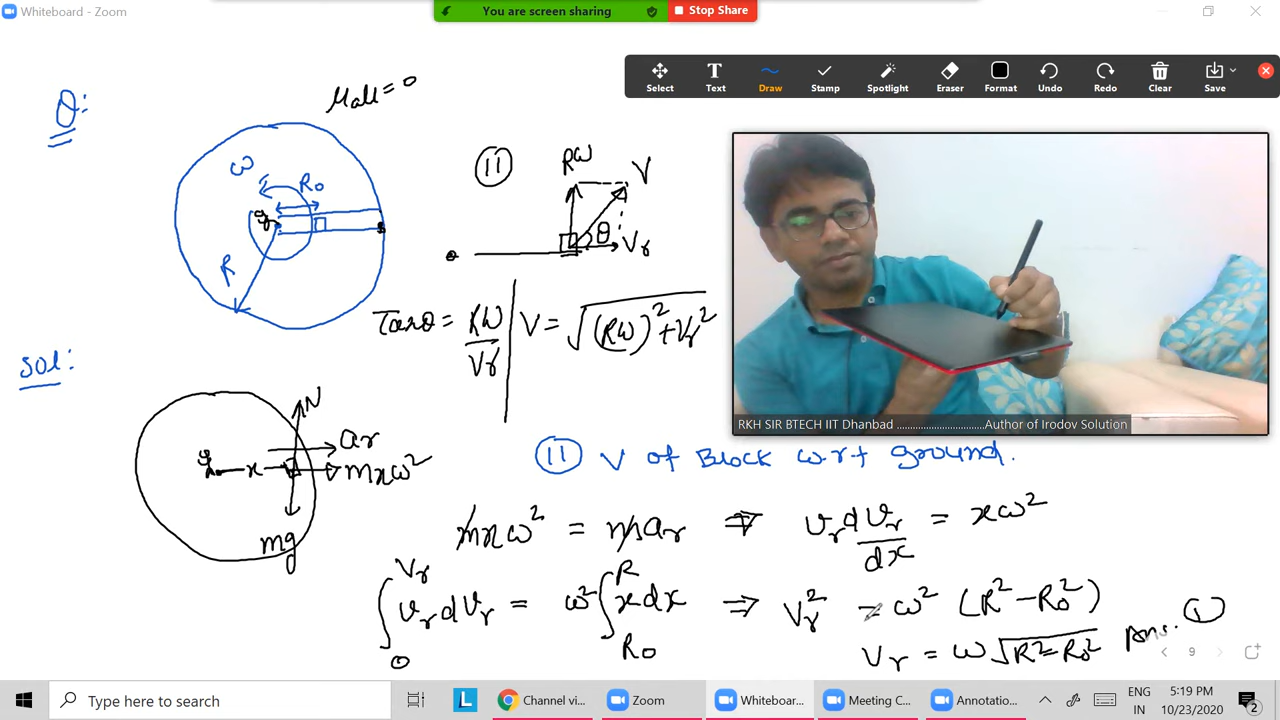 Whiteboard - Zoom
You are screen sharing
Stop Share
Select
Text
Draw
Stamp
Spotlight
Eraser
Format
Undo
Redo
Clear
Save
Q:
μall = 0
ω
R₀
R
(11)
Rω
V
θ
Vr
Tanθ = Rω/Vr
V = √((Rω)² + Vr²)
RKH SIR BTECH IIT Dhanbad ................................Author of Irodov Solution
Sol:
N
ar
x
mxω²
mg
(11) V of Block w.r.t ground.
mxω² = mar ⇒ vr dvr/dx = xω²
∫₀^Vr vr dvr = ω² ∫_R₀^R x dx ⇒ Vr² = ω² (R² − R₀²)
Vr = ω √R² − R₀² Ans. (1)
9
Type here to search
Channel vi...
Zoom
Whiteboar...
Meeting C...
Annotatio...
ENG
IN
5:19 PM
10/23/2020
2